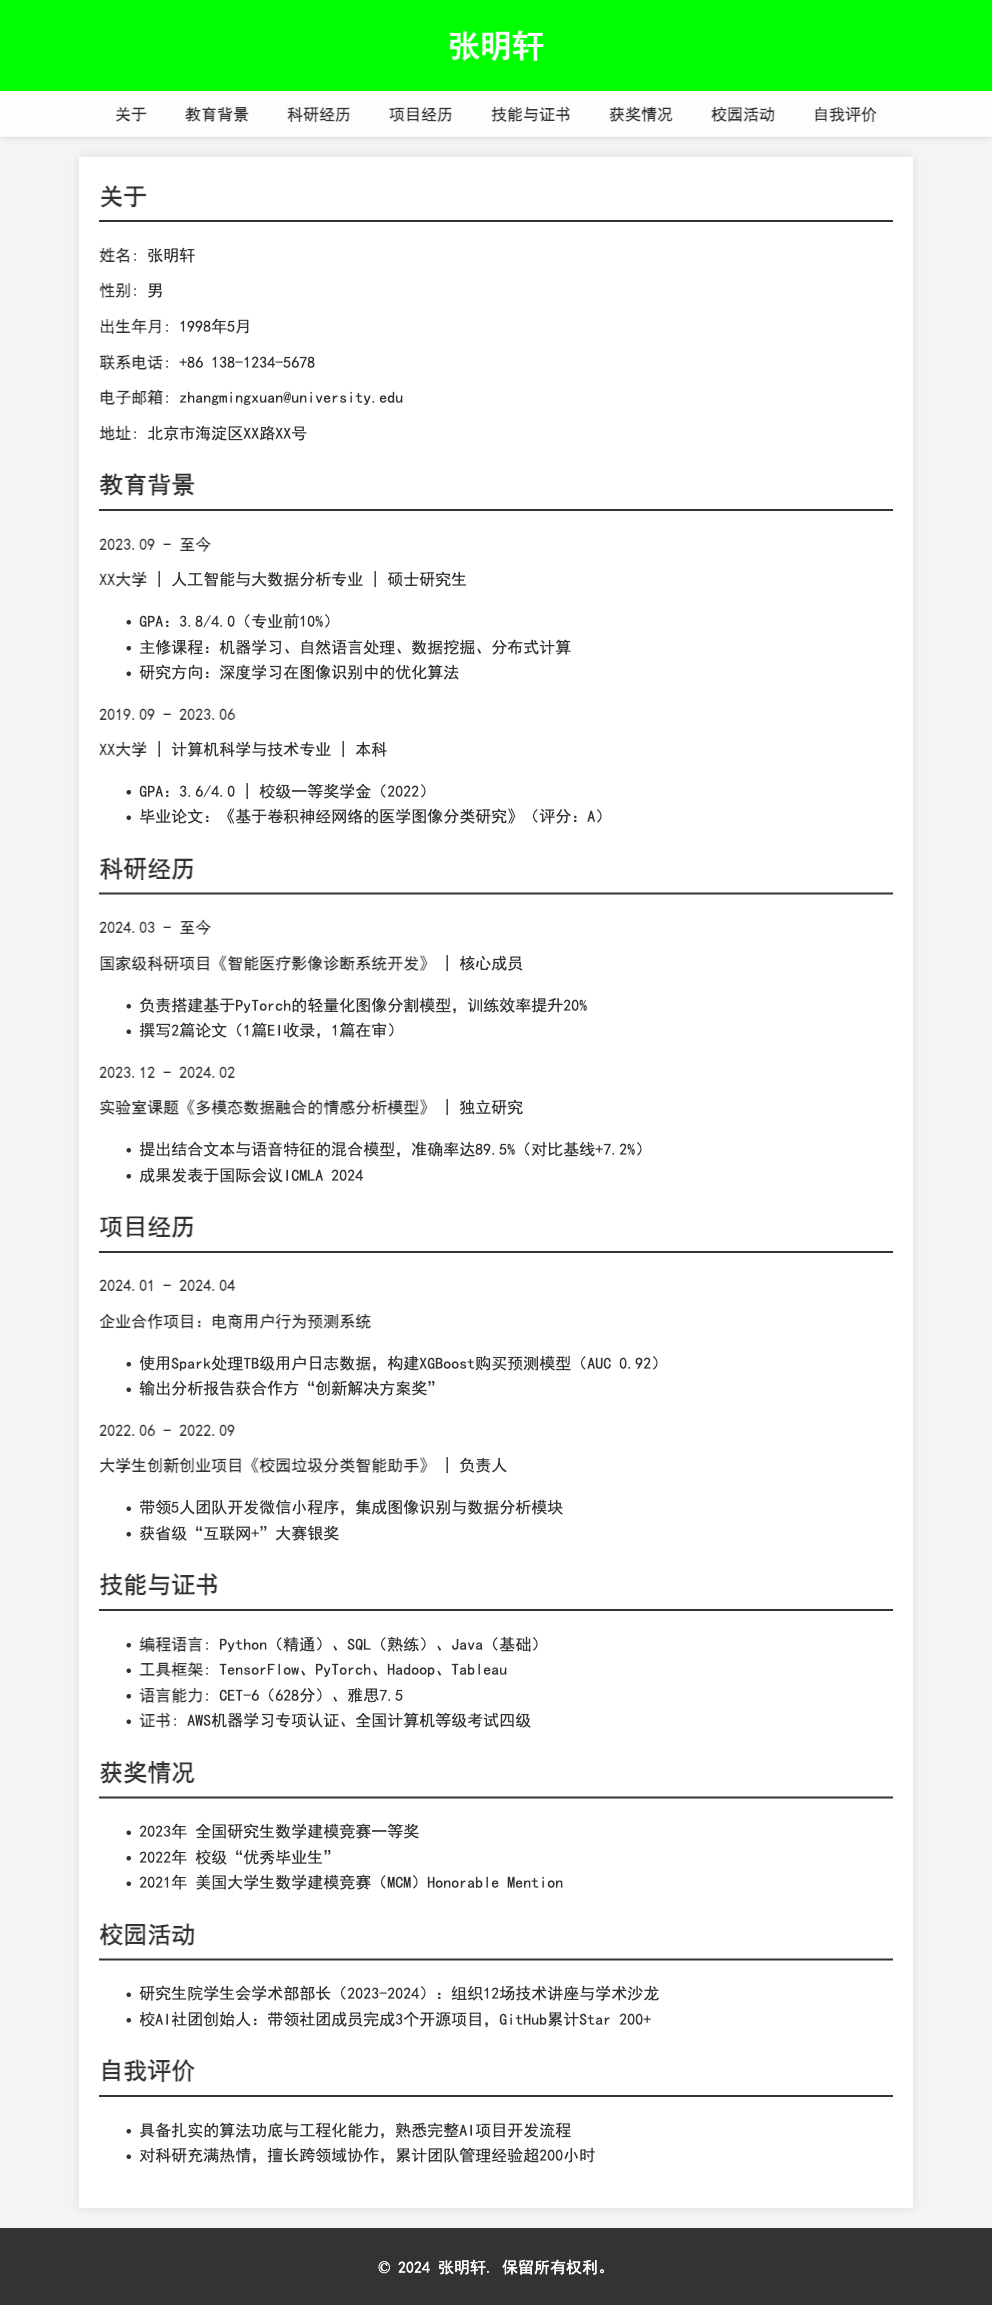 张明轩
关于 教育背景 科研经历 项目经历 技能与证书 获奖情况 校园活动 自我评价
关于
姓名: 张明轩
性别: 男
出生年月: 1998年5月
联系电话: +86 138-1234-5678
电子邮箱: zhangmingxuan@university.edu
地址: 北京市海淀区XX路XX号
教育背景
2023.09 - 至今
XX大学 | 人工智能与大数据分析专业 | 硕士研究生
• GPA：3.8/4.0（专业前10%）
• 主修课程：机器学习、自然语言处理、数据挖掘、分布式计算
• 研究方向：深度学习在图像识别中的优化算法
2019.09 - 2023.06
XX大学 | 计算机科学与技术专业 | 本科
• GPA：3.6/4.0 | 校级一等奖学金（2022）
• 毕业论文：《基于卷积神经网络的医学图像分类研究》（评分：A）
科研经历
2024.03 - 至今
国家级科研项目《智能医疗影像诊断系统开发》 | 核心成员
• 负责搭建基于PyTorch的轻量化图像分割模型，训练效率提升20%
• 撰写2篇论文（1篇EI收录，1篇在审）
2023.12 - 2024.02
实验室课题《多模态数据融合的情感分析模型》 | 独立研究
• 提出结合文本与语音特征的混合模型，准确率达89.5%（对比基线+7.2%）
• 成果发表于国际会议ICMLA 2024
项目经历
2024.01 - 2024.04
企业合作项目：电商用户行为预测系统
• 使用Spark处理TB级用户日志数据，构建XGBoost购买预测模型（AUC 0.92）
• 输出分析报告获合作方“创新解决方案奖”
2022.06 - 2022.09
大学生创新创业项目《校园垃圾分类智能助手》 | 负责人
• 带领5人团队开发微信小程序，集成图像识别与数据分析模块
• 获省级“互联网+”大赛银奖
技能与证书
• 编程语言: Python（精通）、SQL（熟练）、Java（基础）
• 工具框架: TensorFlow、PyTorch、Hadoop、Tableau
• 语言能力: CET-6（628分）、雅思7.5
• 证书: AWS机器学习专项认证、全国计算机等级考试四级
获奖情况
• 2023年 全国研究生数学建模竞赛一等奖
• 2022年 校级“优秀毕业生”
• 2021年 美国大学生数学建模竞赛（MCM）Honorable Mention
校园活动
• 研究生院学生会学术部部长（2023-2024）：组织12场技术讲座与学术沙龙
• 校AI社团创始人：带领社团成员完成3个开源项目，GitHub累计Star 200+
自我评价
• 具备扎实的算法功底与工程化能力，熟悉完整AI项目开发流程
• 对科研充满热情，擅长跨领域协作，累计团队管理经验超200小时
© 2024 张明轩. 保留所有权利。